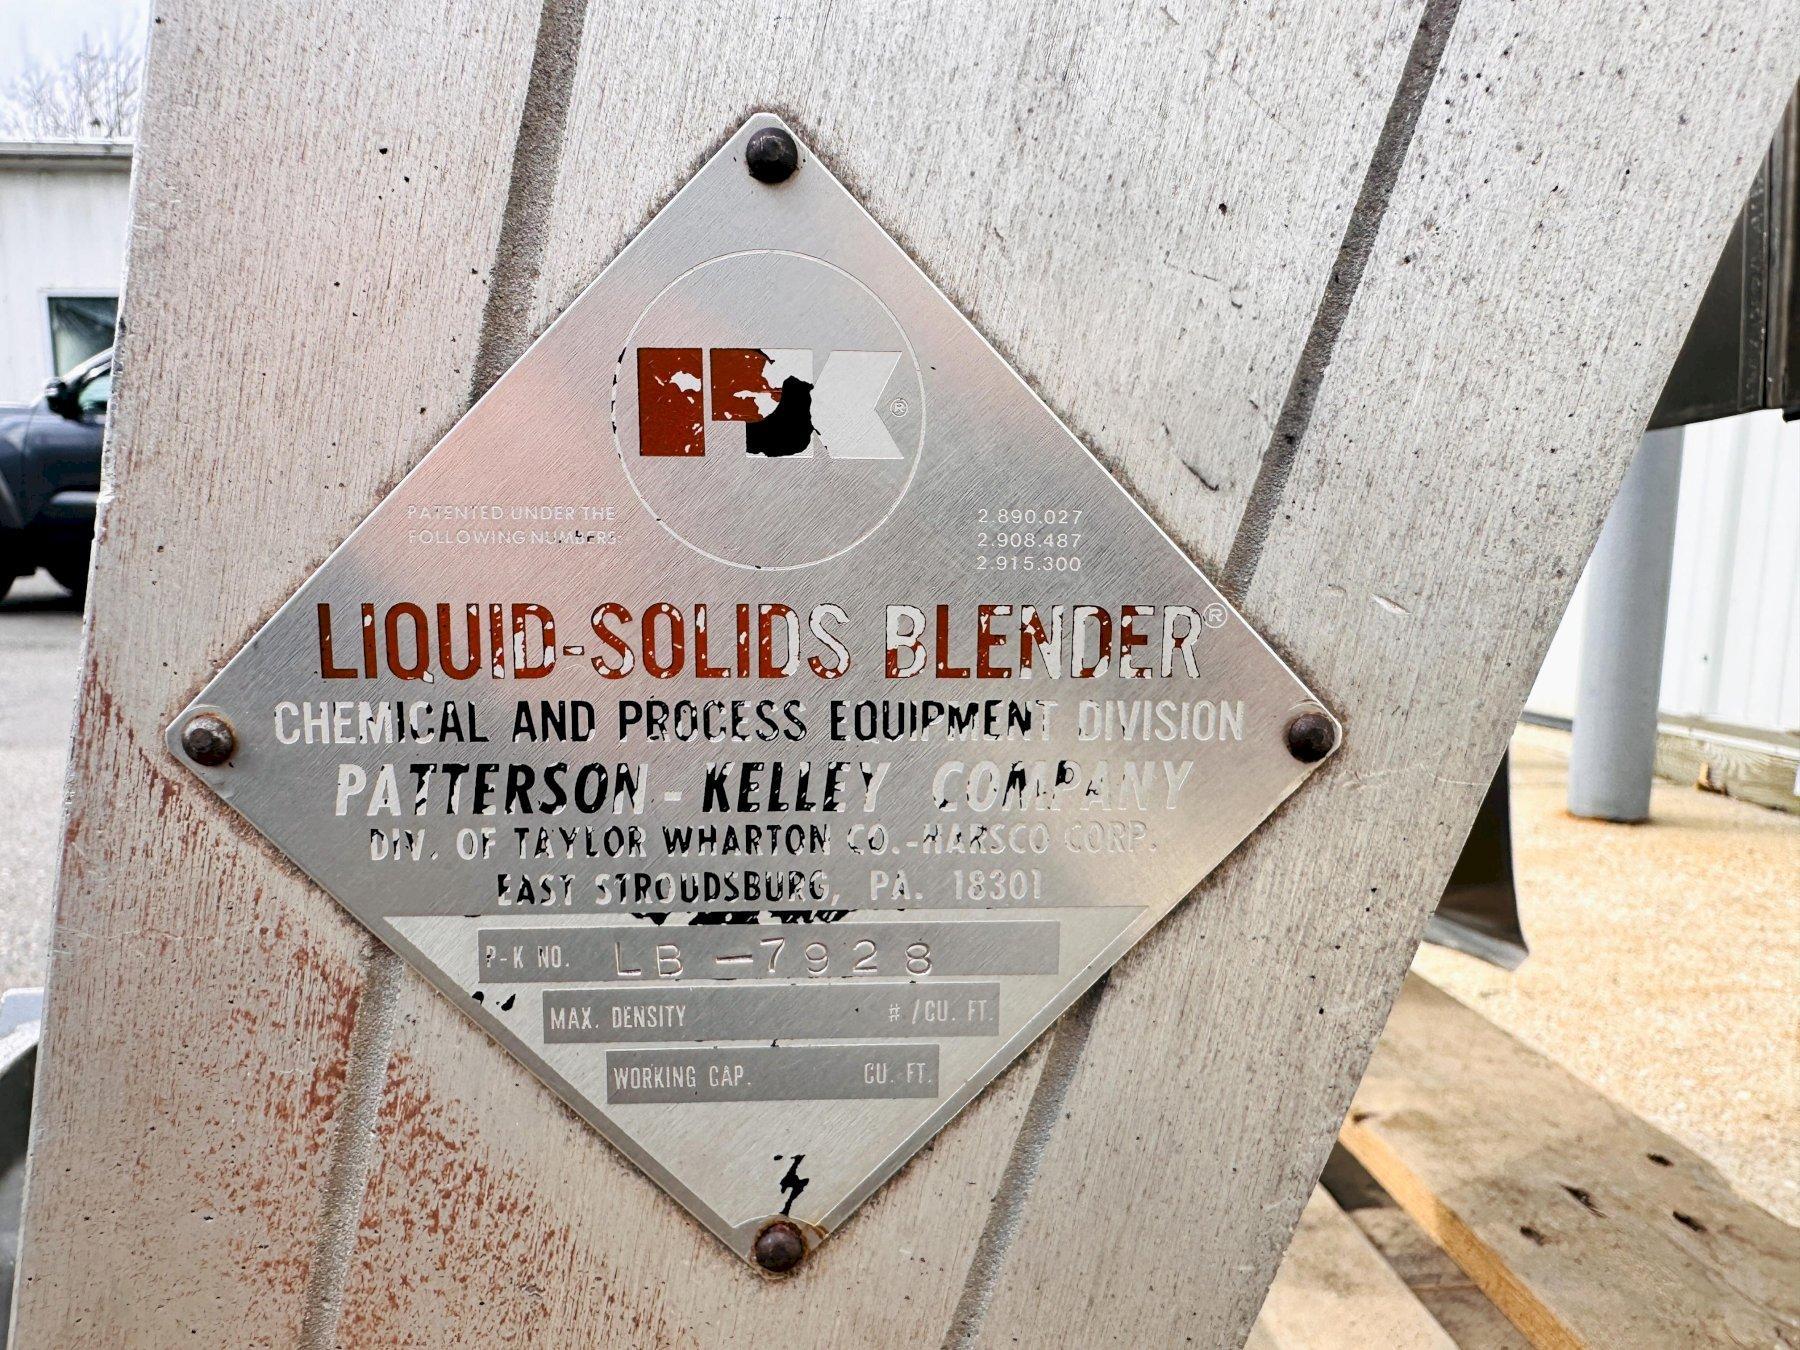 PK®
PATENTED UNDER THE
FOLLOWING NUMBERS:
2.890.027
2.908.487
2.915.300
LIQUID-SOLIDS BLENDER®
CHEMICAL AND PROCESS EQUIPMENT DIVISION
PATTERSON - KELLEY COMPANY
DIV. OF TAYLOR WHARTON CO.-HARSCO CORP.
EAST STROUDSBURG, PA. 18301
P-K NO. LB-7928
MAX. DENSITY # /CU. FT.
WORKING CAP. CU. FT.